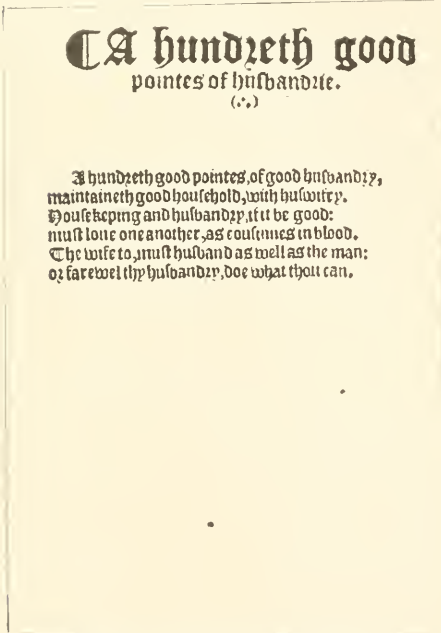 ¶A hundreth good
pointes of husbandrie.
(∴)
A hundreth good pointes, of good husbandry,
maintaineth good houshold, with huswifry.
Housekeping and husbandry, if it be good:
must loue one another, as cousinnes in blood.
The wife to, must husband as well as the man:
or farewel thy husbandry, doe what thou can.